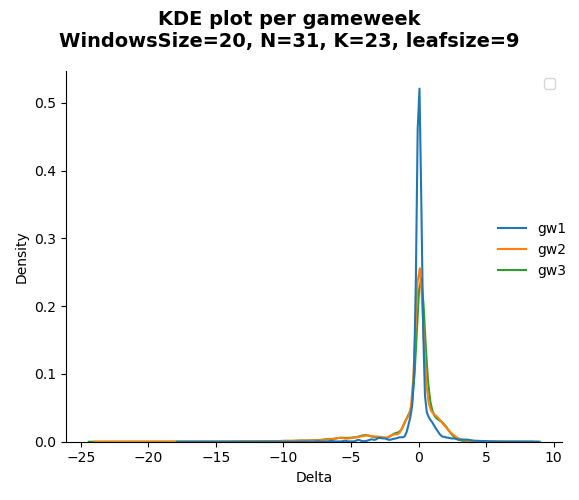 KDE plot per gameweek
WindowsSize=20, N=31, K=23, leafsize=9
0.5
0.4
0.3
0.2
0.1
0.0
Density
gw1
gw2
gw3
−25
−20
−15
−10
−5
0
5
10
Delta